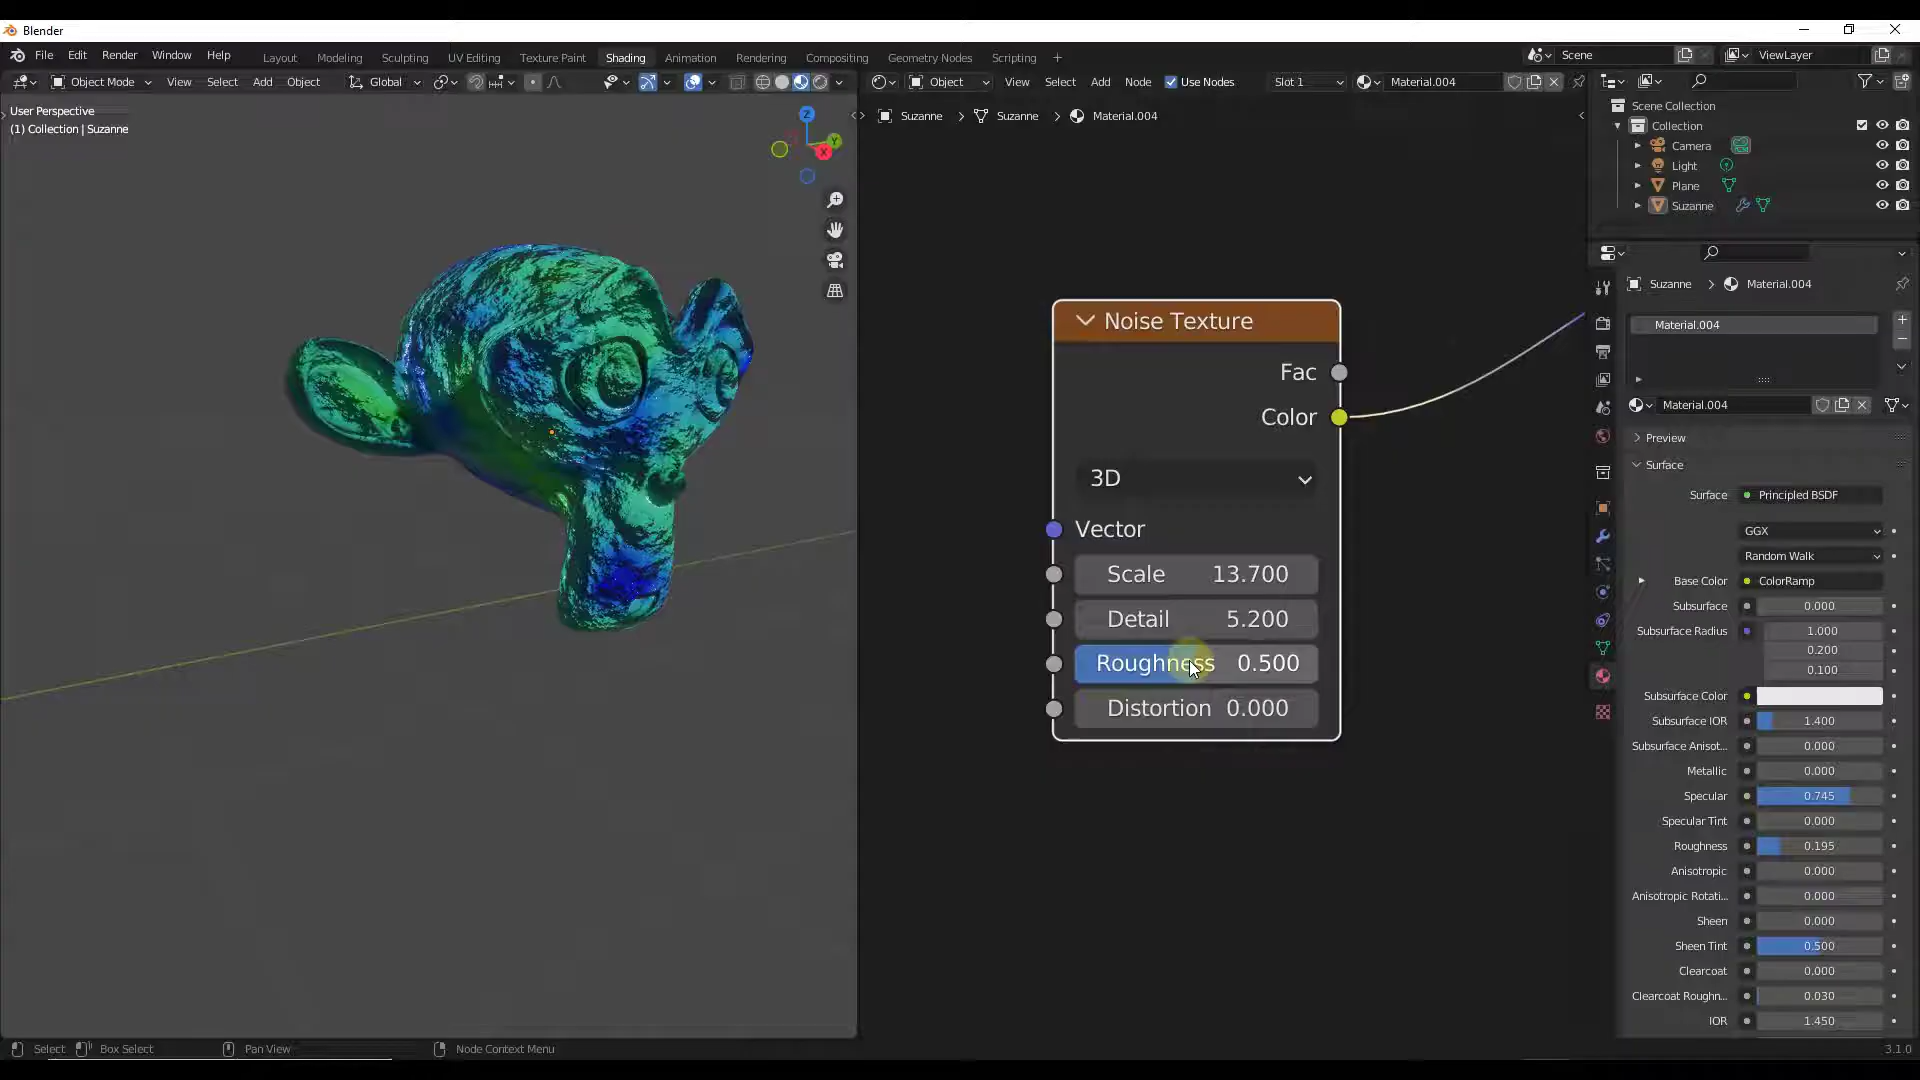 Blender
File Edit Render Window Help
Layout Modeling Sculpting UV Editing Texture Paint Shading Animation Rendering Compositing Geometry Nodes Scripting +
Scene
ViewLayer
Object Mode View Select Add Object Global
Object View Select Add Node Use Nodes Slot 1 Material.004
User Perspective
(1) Collection | Suzanne
Z
Y
X
Suzanne > Suzanne > Material.004
Noise Texture
Fac
Color
3D
Vector
Scale 13.700
Detail 5.200
Roughness 0.500
Distortion 0.000
Scene Collection
Collection
Camera
Light
Plane
Suzanne
Suzanne > Material.004
Material.004
Material.004
Preview
Surface
Surface Principled BSDF
GGX
Random Walk
Base Color ColorRamp
Subsurface 0.000
Subsurface Radius 1.000
0.200
0.100
Subsurface Color
Subsurface IOR 1.400
Subsurface Anisot... 0.000
Metallic 0.000
Specular 0.745
Specular Tint 0.000
Roughness 0.195
Anisotropic 0.000
Anisotropic Rotati... 0.000
Sheen 0.000
Sheen Tint 0.500
Clearcoat 0.000
Clearcoat Roughn... 0.030
IOR 1.450
Select Box Select Pan View Node Context Menu
3.1.0